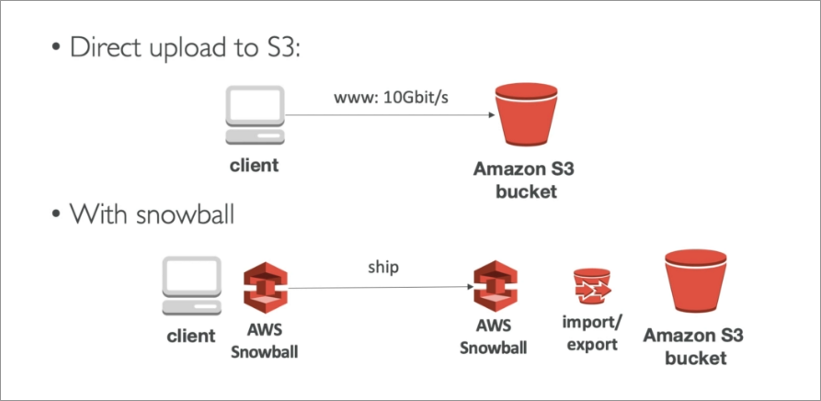 • Direct upload to S3:
www: 10Gbit/s
client
Amazon S3
bucket
• With snowball
ship
client
AWS
Snowball
AWS
Snowball
import/
export
Amazon S3
bucket